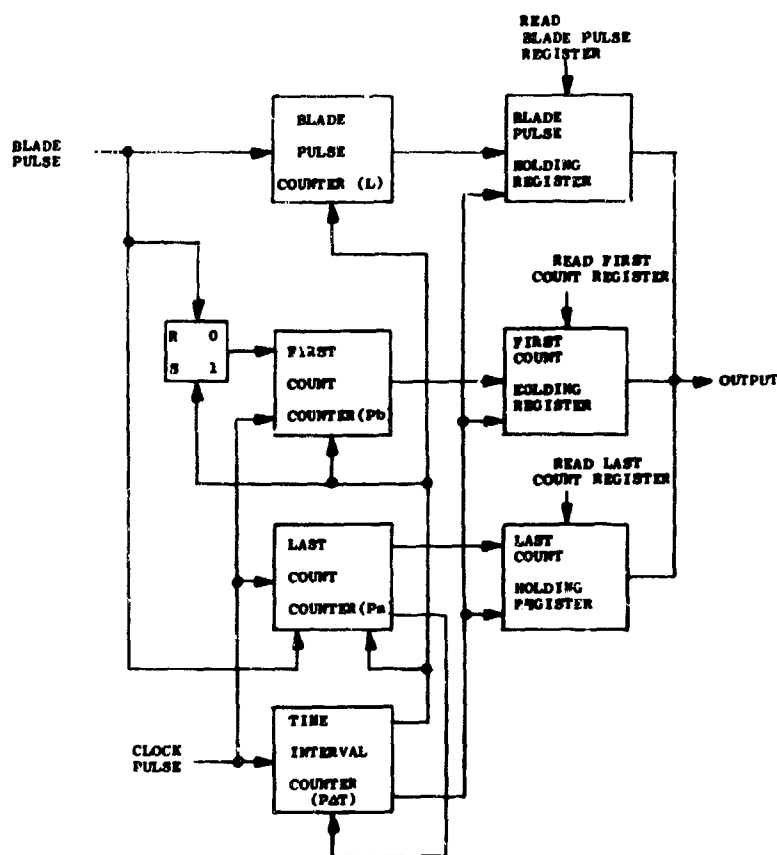 READ
BLADE PULSE
REGISTER
BLADE
PULSE
BLADE
PULSE
COUNTER (L)
BLADE
PULSE
HOLDING
REGISTER
READ FIRST
COUNT REGISTER
R 0
S 1
FIRST
COUNT
COUNTER(Pb
FIRST
COUNT
HOLDING
REGISTER
OUTPUT
READ LAST
COUNT REGISTER
LAST
COUNT
COUNTER(Pa
LAST
COUNT
HOLDING
REGISTER
CLOCK
PULSE
TIME
INTERVAL
COUNTER
(PΔT)